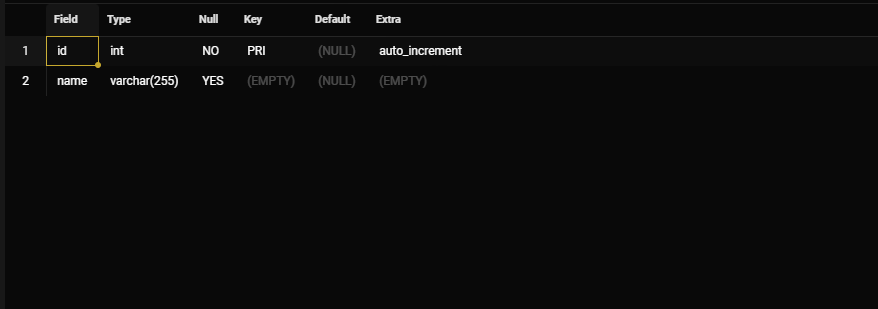 Field Type Null Key Default Extra
1 id int NO PRI (NULL) auto_increment
2 name varchar(255) YES (EMPTY) (NULL) (EMPTY)